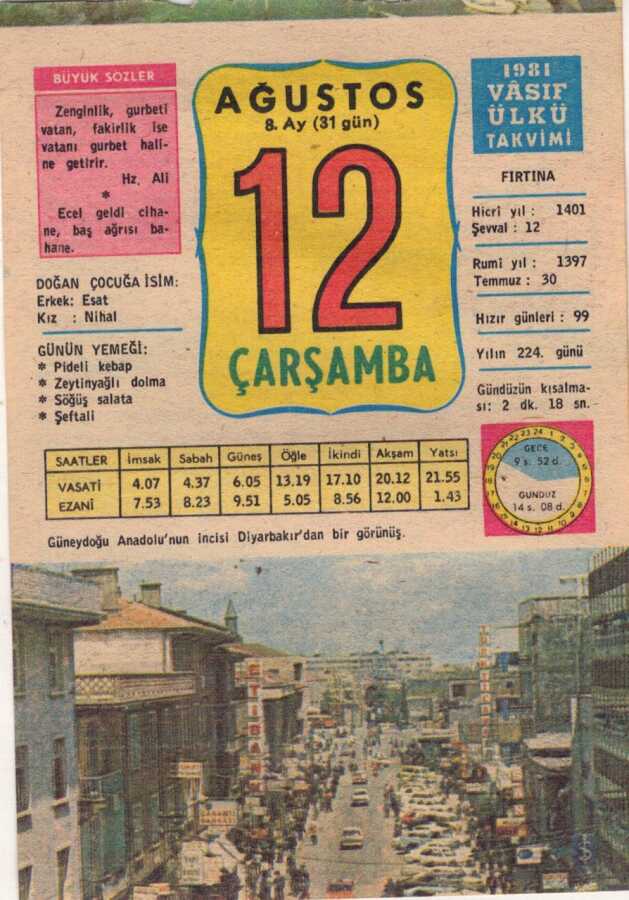 BÜYÜK SÖZLER
Zenginlik, gurbeti
vatan, fakirlik ise
vatanı gurbet hali-
ne getirir.
Hz. Ali
*
Ecel geldi ciha-
ne, baş ağrısı ba-
hane.
DOĞAN ÇOCUĞA İSİM:
Erkek: Esat
Kız : Nihal
GÜNÜN YEMEĞİ:
* Pideli kebap
* Zeytinyağlı dolma
* Söğüş salata
* Şeftali
AĞUSTOS
8. Ay (31 gün)
12
ÇARŞAMBA
1981
VÂSIF
ÜLKÜ
TAKVİMİ
FIRTINA
Hicrî yıl : 1401
Şevval : 12
Rumî yıl : 1397
Temmuz : 30
Hızır günleri : 99
Yılın 224. günü
Gündüzün kısalma-
sı: 2 dk. 18 sn.
SAATLER İmsak Sabah Güneş Öğle İkindi Akşam Yatsı
VASATİ 4.07 4.37 6.05 13.19 17.10 20.12 21.55
EZANİ 7.53 8.23 9.51 5.05 8.56 12.00 1.43
GECE
9 s. 52 d.
GÜNDÜZ
14 s. 08 d.
Güneydoğu Anadolu'nun incisi Diyarbakır'dan bir görünüş.
ETİBANK
GARANTİ